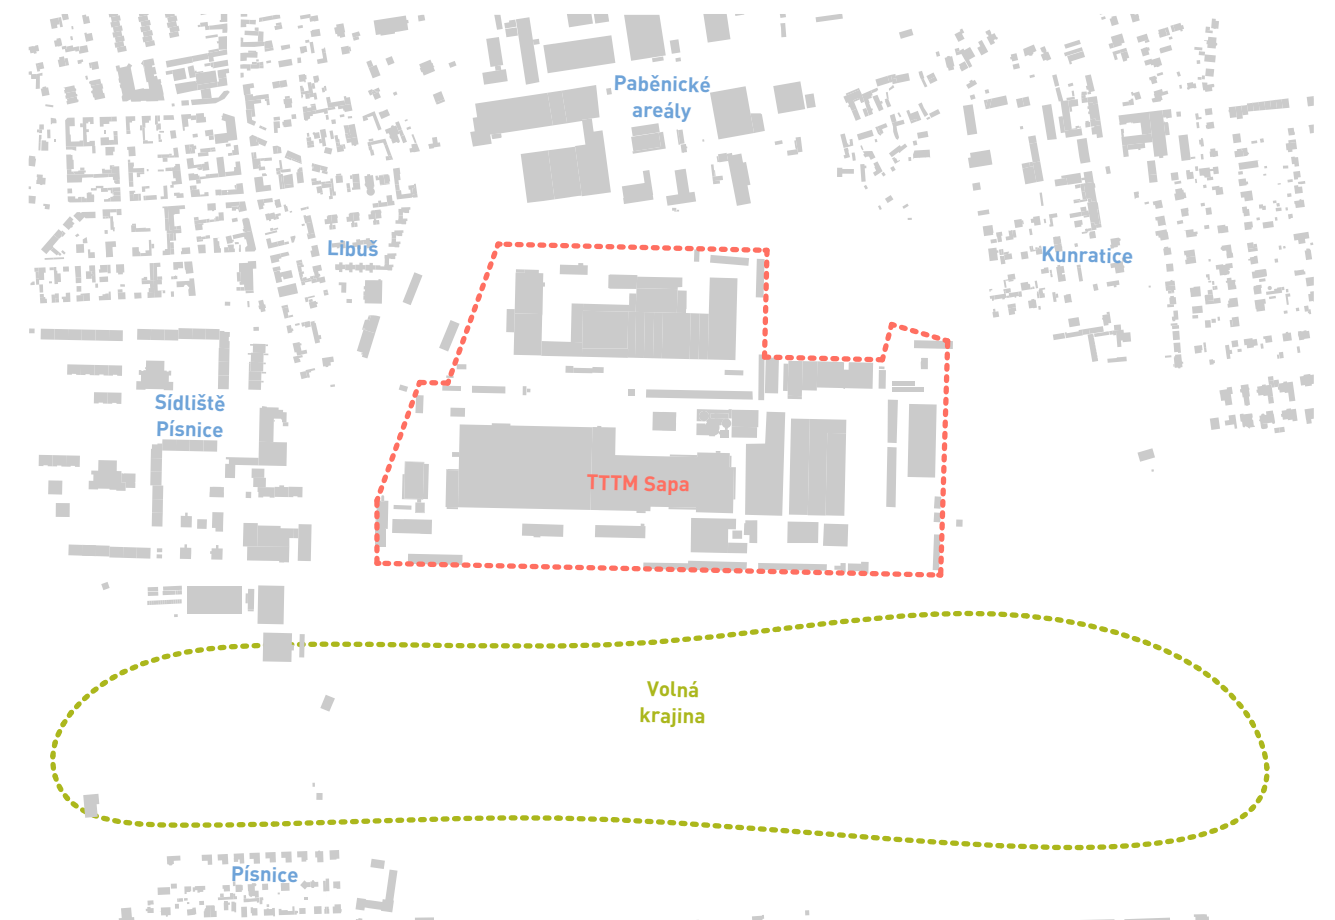 Paběnické
areály
Libuš
Kunratice
Sídliště
Písnice
TTTM Sapa
Volná
krajina
Písnice